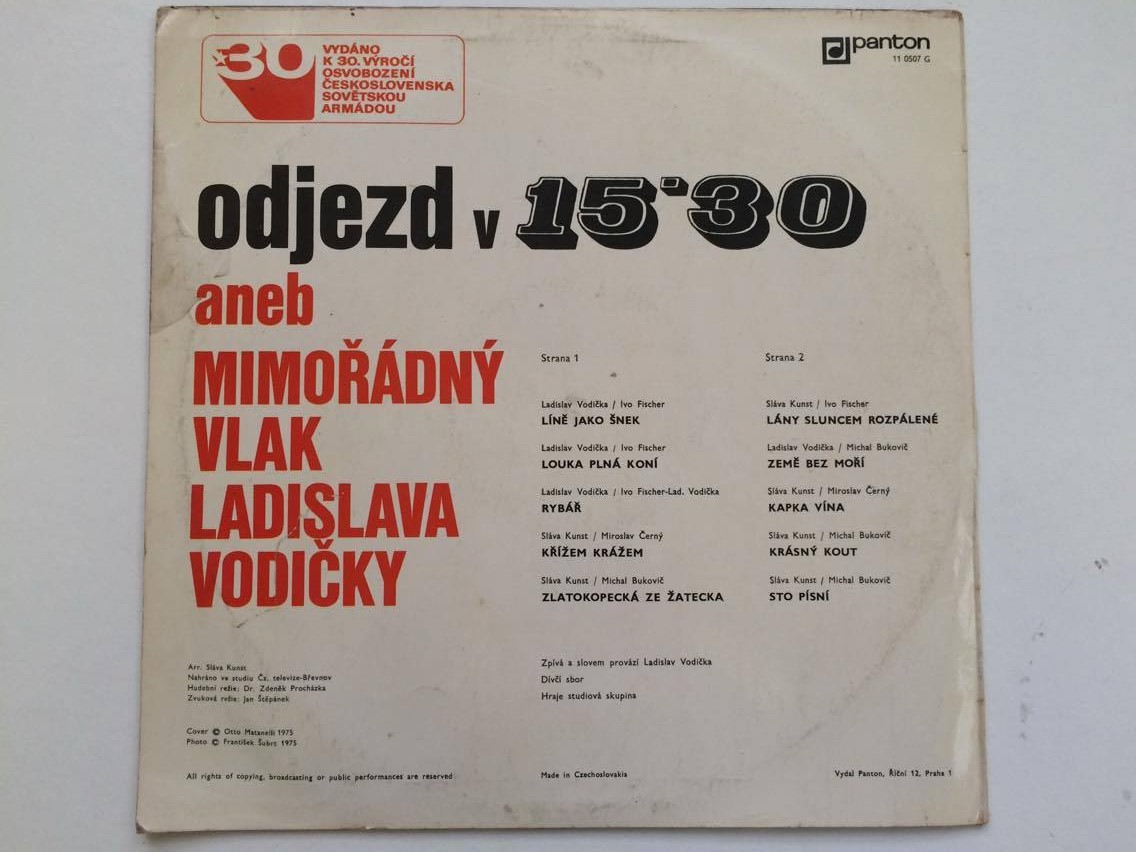 30
VYDÁNO
K 30. VÝROČÍ
OSVOBOZENÍ
ČESKOSLOVENSKA
SOVĚTSKOU
ARMÁDOU
panton
11 0507 G
odjezd v 15'30
aneb
MIMOŘÁDNÝ
VLAK
LADISLAVA
VODIČKY
Strana 1
Ladislav Vodička / Ivo Fischer
LÍNĚ JAKO ŠNEK
Ladislav Vodička / Ivo Fischer
LOUKA PLNÁ KONÍ
Ladislav Vodička / Ivo Fischer-Lad. Vodička
RYBÁŘ
Sláva Kunst / Miroslav Černý
KŘÍŽEM KRÁŽEM
Sláva Kunst / Michal Bukovič
ZLATOKOPECKÁ ZE ŽATECKA
Strana 2
Sláva Kunst / Ivo Fischer
LÁNY SLUNCEM ROZPÁLENÉ
Ladislav Vodička / Michal Bukovič
ZEMĚ BEZ MOŘÍ
Sláva Kunst / Miroslav Černý
KAPKA VÍNA
Sláva Kunst / Michal Bukovič
KRÁSNÝ KOUT
Sláva Kunst / Michal Bukovič
STO PÍSNÍ
Arr. Sláva Kunst
Nahráno ve studiu Čs. televize-Břevnov
Hudební režie: Dr. Zdeněk Procházka
Zvuková režie: Jan Štěpánek
Zpívá a slovem provází Ladislav Vodička
Dívčí sbor
Hraje studiová skupina
Cover © Otto Matanelli 1975
Photo © František Šubrt 1975
All rights of copying, broadcasting or public performances are reserved
Made in Czechoslovakia
Vydal Panton, Říční 12, Praha 1